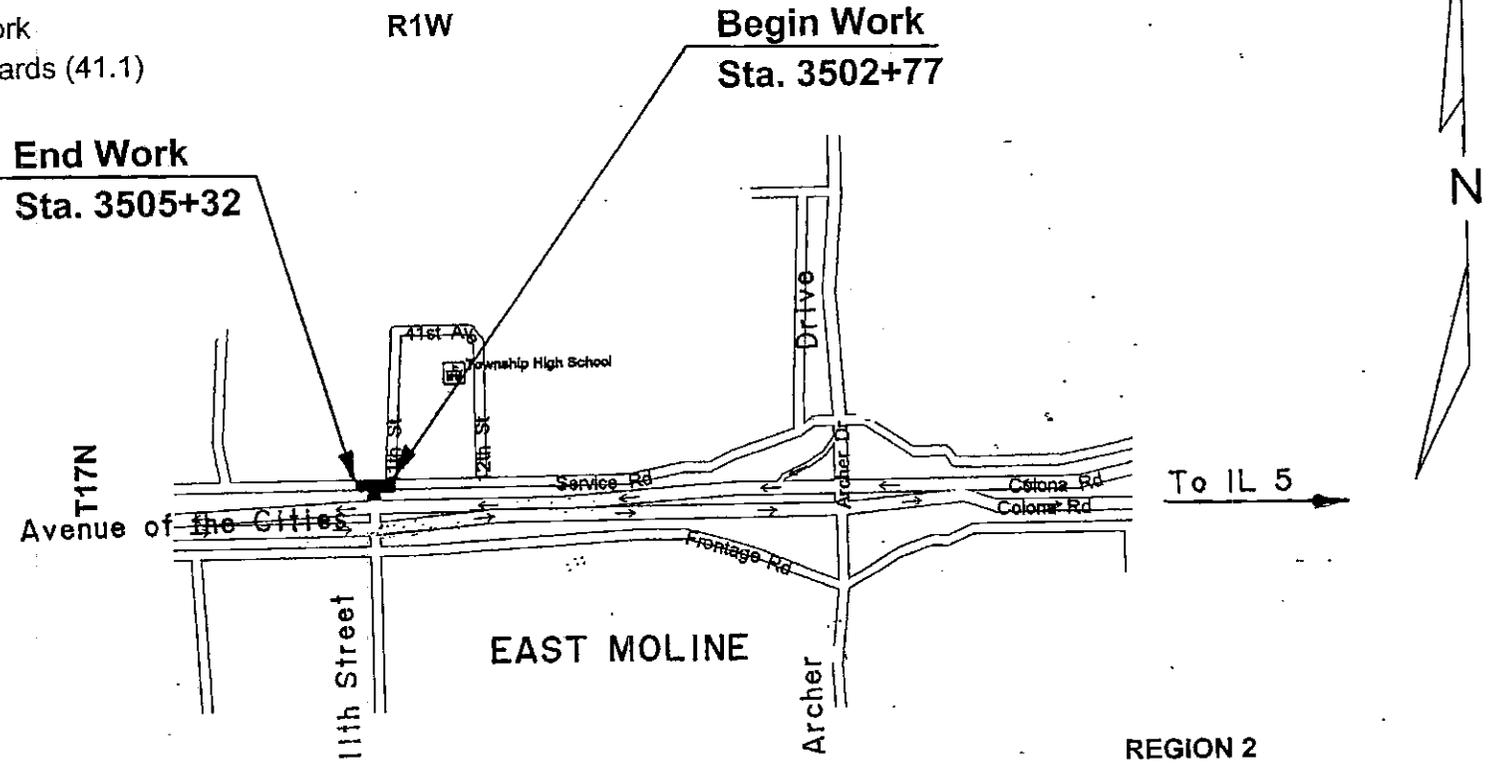 ork
ards (41.1)
R1W
Begin Work
Sta. 3502+77
End Work
Sta. 3505+32
N
41st Av
Township High School
Drive
1th St
2th St
Archer Dr
T17N
Service Rd
Colona Rd
Colona Rd
To IL 5
Avenue of the Cities
Frontage Rd
11th Street
EAST MOLINE
Archer
REGION 2